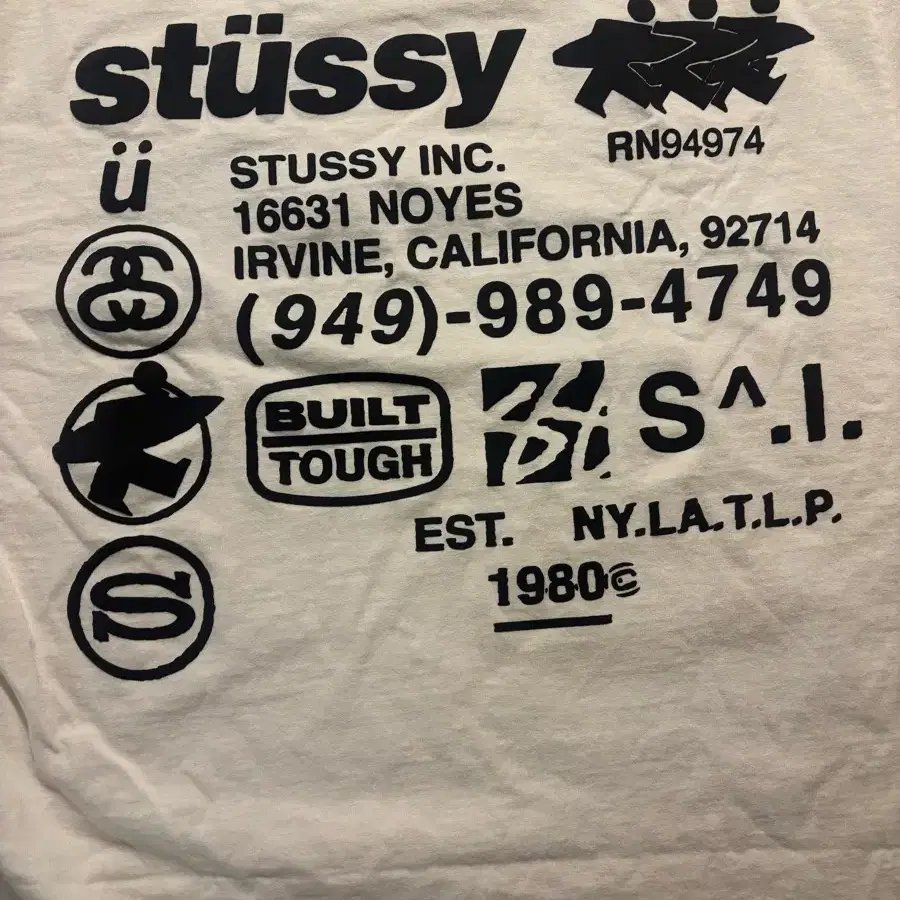 stüssy
RN94974
ü
STUSSY INC.
16631 NOYES
IRVINE, CALIFORNIA, 92714
(949)-989-4749
BUILT
TOUGH
S^.I.
EST. NY.LA.T.L.P.
1980©
S